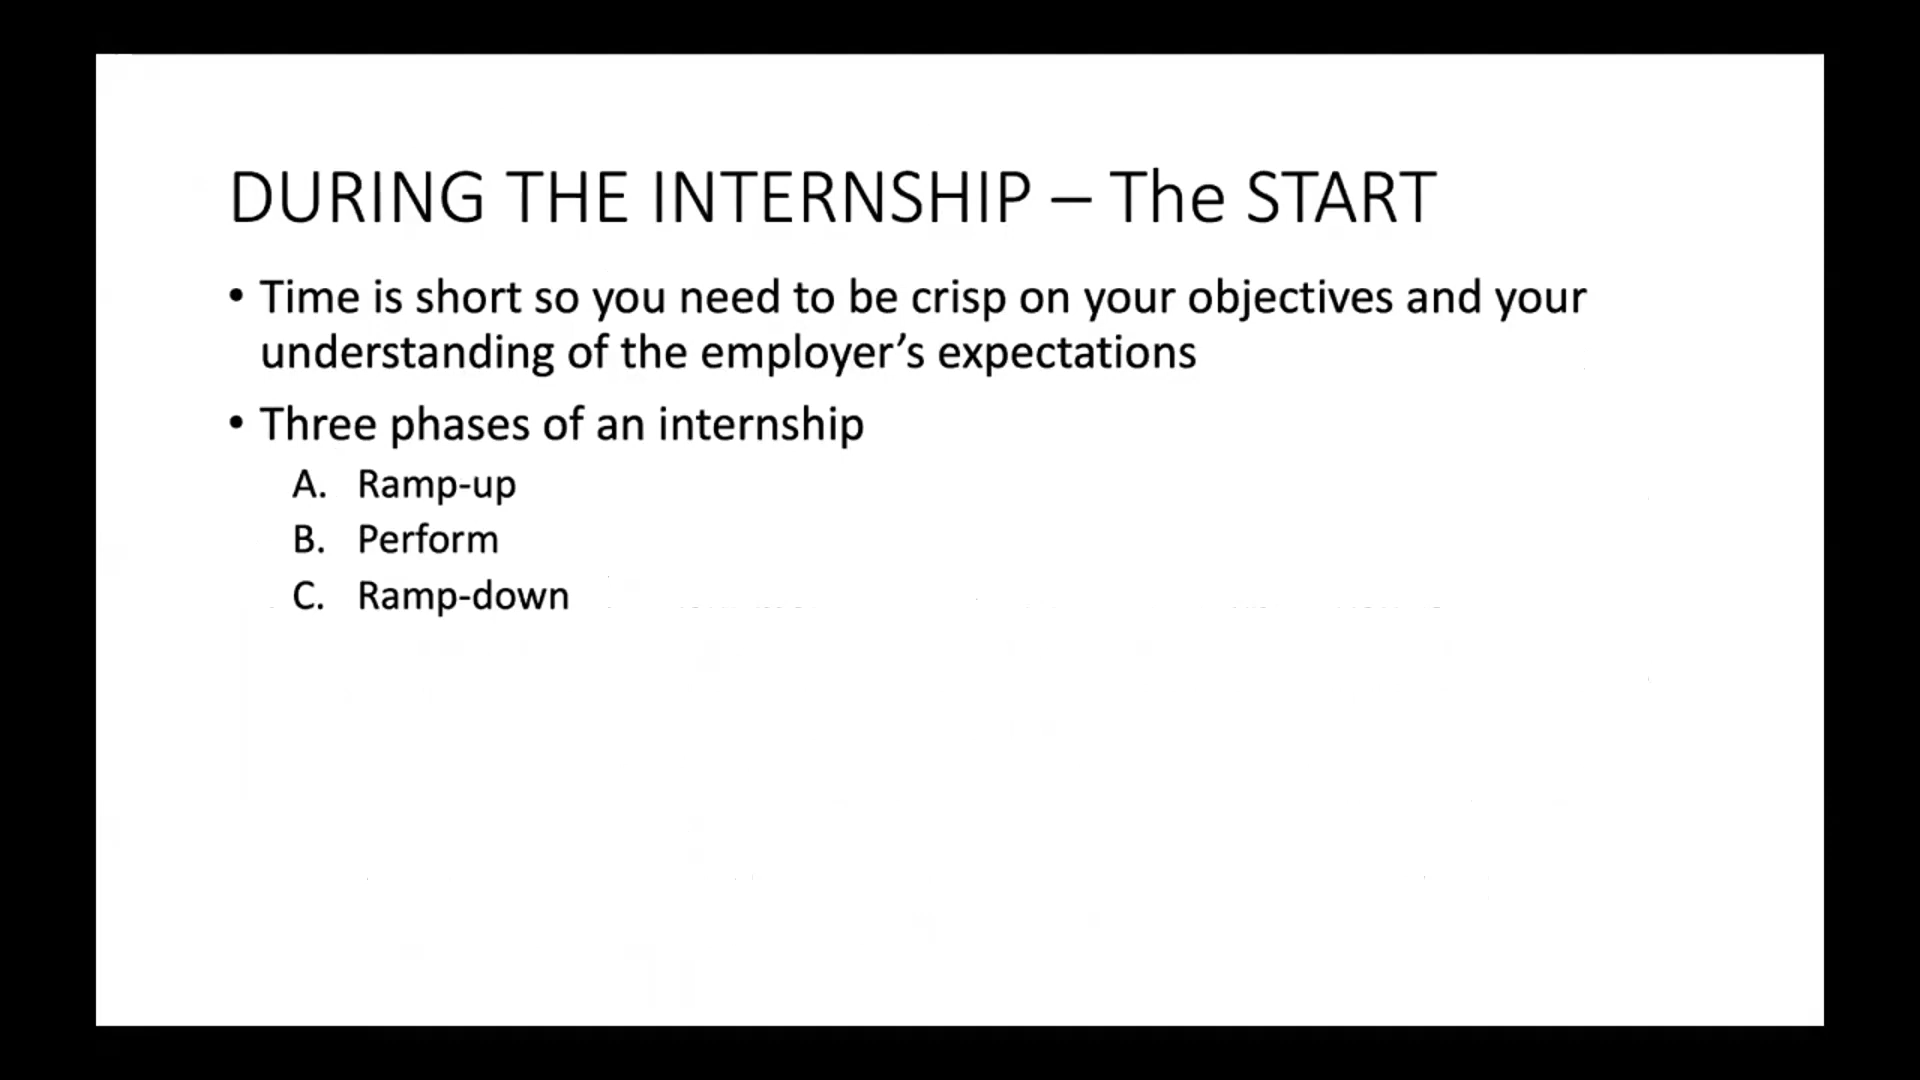 DURING THE INTERNSHIP – The START
• Time is short so you need to be crisp on your objectives and your
understanding of the employer’s expectations
• Three phases of an internship
A. Ramp-up
B. Perform
C. Ramp-down